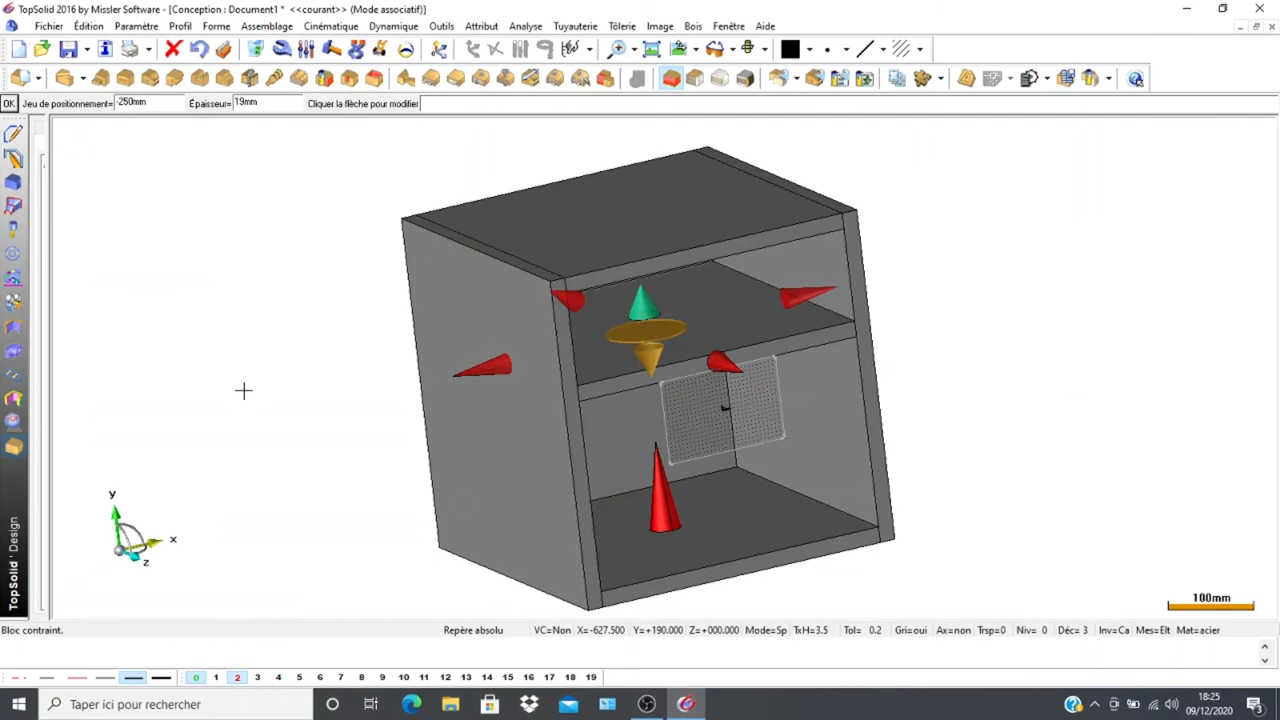 TopSolid 2016 by Missler Software - [Conception : Document1 * <<courant>> (Mode associatif)]
Fichier Édition Paramètre Profil Forme Assemblage Cinématique Dynamique Outils Attribut Analyse Tuyauterie Tôlerie Image Bois Fenêtre Aide
OK Jeu de positionnement= -250mm Épaisseur= 19mm Cliquer la flèche pour modifier
y
x
z
TopSolid 'Design
100mm
Bloc contraint. Repère absolu VC=Non X=-627.500 Y=+190.000 Z=+000.000 Mode=Sp TxH=3.5 Tol= 0.2 Gri=oui Ax=non Trsp=0 Niv= 0 Déc= 3 Inv=Ca Mes=Elt Mat=acier
0 1 2 3 4 5 6 7 8 9 10 11 12 13 14 15 16 17 18 19
Taper ici pour rechercher
18:25
09/12/2020
3